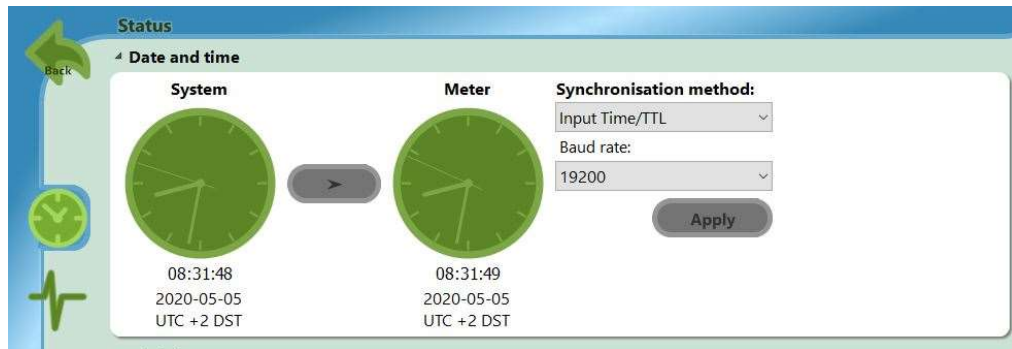 Status
Back
Date and time
System
Meter
Synchronisation method:
Input Time/TTL
Baud rate:
19200
Apply
08:31:48
2020-05-05
UTC +2 DST
08:31:49
2020-05-05
UTC +2 DST